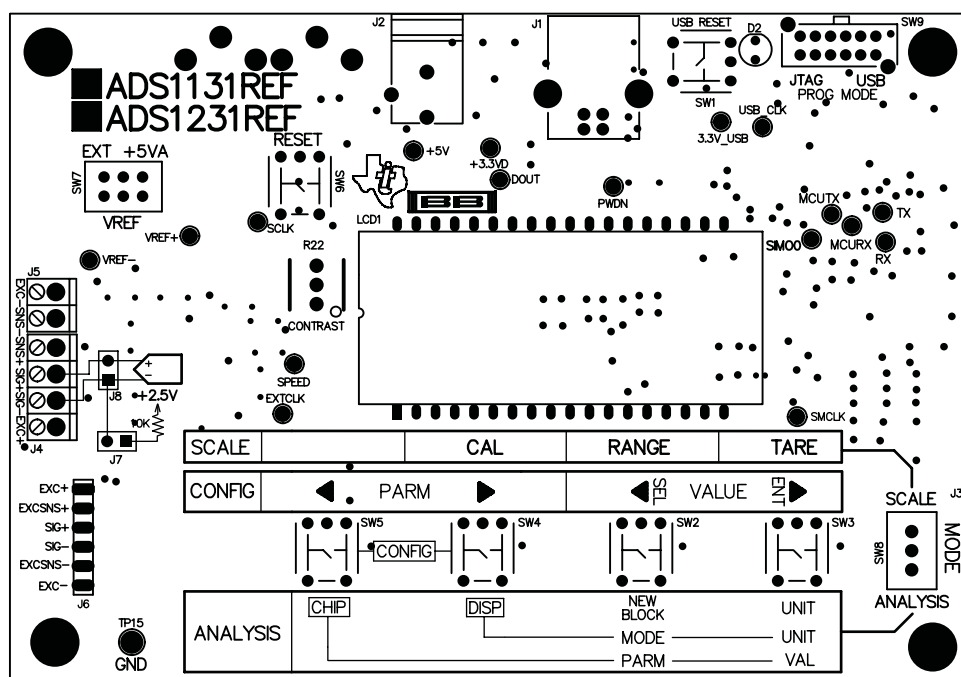 J2
J1
USB RESET
D2
SW9
ADS1131REF
ADS1231REF
JTAG USB
PROG MODE
SW1
USB_CLK
3.3V_USB
EXT +5VA
SW7
VREF
RESET
SW6
+5V
+3.3VD
DOUT
PWDN
BB
LCD1
SCLK
MCUTX
TX
SIMO0
MCURX
RX
VREF+
VREF-
R22
CONTRAST
J5
EXC-
SNS-
SNS+
SIG+
SIG-
EXC+
J4
+
-
J8
+2.5V
10K
J7
SPEED
EXTCLK
SMCLK
SCALE CAL RANGE TARE
CONFIG PARM SEL VALUE ENT
J3
SCALE
SW8
MODE
ANALYSIS
SW5
CONFIG
SW4
SW2
SW3
EXC+
EXCSNS+
SIG+
SIG-
EXCSNS-
EXC-
J6
TP15
GND
ANALYSIS
CHIP DISP NEW BLOCK UNIT
MODE UNIT
PARM VAL